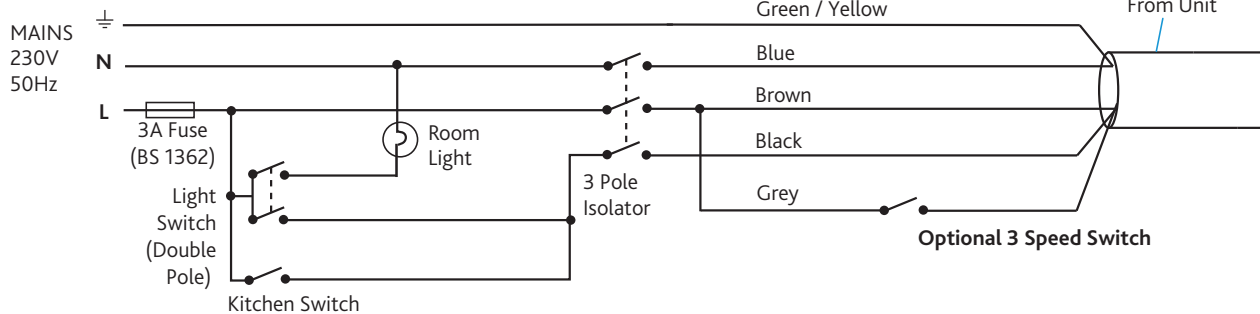 From Unit
Green / Yellow
MAINS
230V
50Hz
N
Blue
L
Brown
3A Fuse
(BS 1362)
Room
Light
Black
3 Pole
Isolator
Light
Switch
(Double
Pole)
Grey
Optional 3 Speed Switch
Kitchen Switch